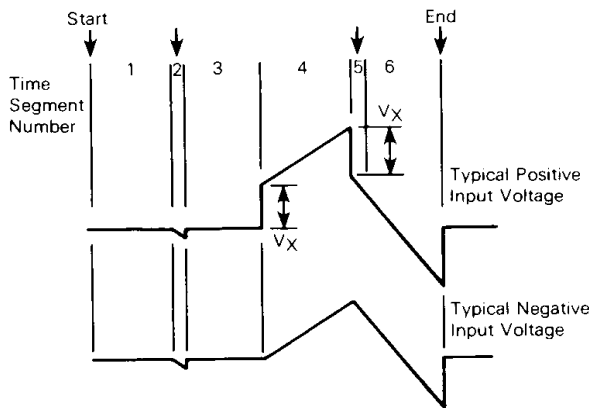 Start
End
1 2 3 4 5 6
Time
Segment
Number
VX
Typical Positive
Input Voltage
VX
Typical Negative
Input Voltage